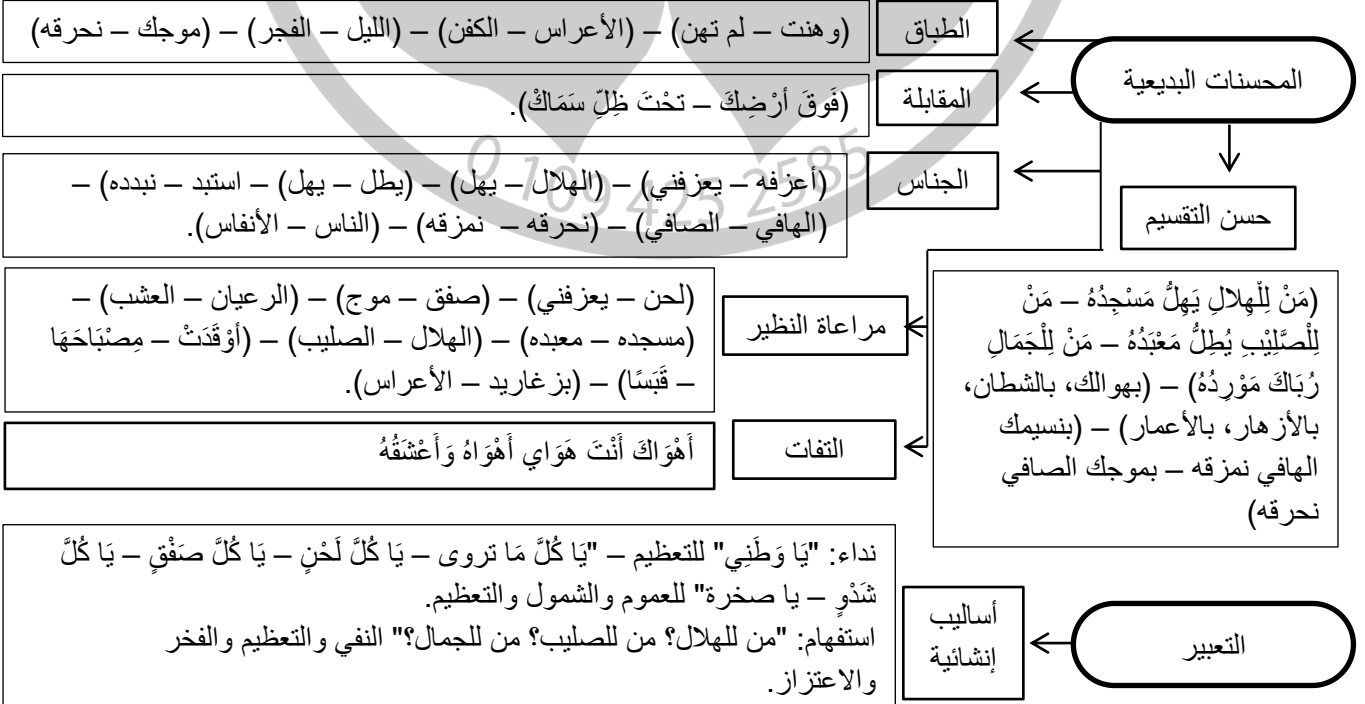 المحسنات البديعية
الطباق
(وهنت – لم تهن) – (الأعراس – الكفن) – (الليل – الفجر) – (موجك – نحرقه)
المقابلة
(فَوقَ أرْضِكَ – تحْتَ ظِلِّ سَمَاكْ).
الجناس
(أعزفه – يعزفني) – (الهلال – يهل) – (يطل – يهل) – استبد – نبدده) –
(الهافي – الصافي) – (نحرقه – نمزقه) – (الناس – الأنفاس).
حسن التقسيم
(مَنْ لِلْهِلالِ يَهِلُّ مَسْجِدُهُ – مَنْ
لِلْصَّلِيْبِ يُطِلُّ مَعْبَدُهُ – مَنْ لِلْجَمَالِ
رُبَاكَ مَوْرِدُهُ) – (بهوالك، بالشطان،
بالأزهار، بالأعمار) – (بنسيمك
الهافي نمزقه – بموجك الصافي
نحرقه)
مراعاة النظير
(لحن – يعزفني) – (صفق – موج) – (الرعيان – العشب) –
(مسجده – معبده) – (الهلال – الصليب) – (أوْقَدَتْ – مِصْبَاحَهَا
– قَبَسًا) – (بزغاريد – الأعراس).
التفات
أَهْوَاكَ أَنْتَ هَوَاي أَهْوَاهُ وَأَعْشَقُهُ
التعبير
أساليب
إنشائية
نداء: "يَا وَطَنِي" للتعظيم – "يَا كُلَّ مَا تروى – يَا كُلَّ لَحْنٍ – يَا كُلَّ صَفْقٍ – يَا كُلَّ
شَدْوٍ – يا صخرة" للعموم والشمول والتعظيم.
استفهام: "من للهلال؟ من للصليب؟ من للجمال؟" النفي والتعظيم والفخر
والاعتزاز.
0 109 425 2585